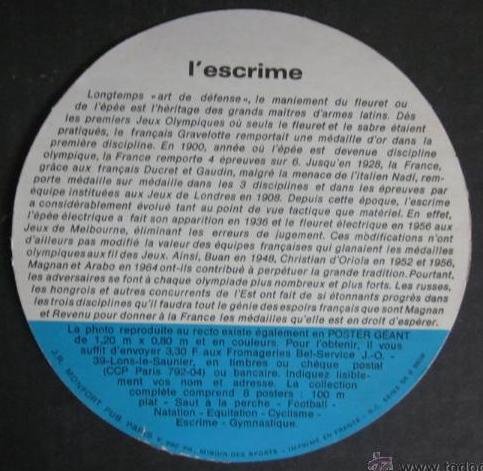 l'escrime
Longtemps «art de défense», le maniement du fleuret ou
de l'épée est l'héritage des grands maîtres d'armes latins. Dès
les premiers Jeux Olympiques où seuls le fleuret et le sabre étaient
pratiqués, le français Gravelotte remportait une médaille d'or dans la
première discipline. En 1900, année où l'épée est devenue discipline
olympique, la France remporte 4 épreuves sur 6. Jusqu'en 1928, la France,
grâce aux français Ducret et Gaudin, malgré la menace de l'italien Nadi, rem-
porte médaille sur médaille dans les 3 disciplines et dans les épreuves par
équipe instituées aux Jeux de Londres en 1908. Depuis cette époque, l'escrime
a considérablement évolué tant au point de vue tactique que matériel. En effet,
l'épée électrique a fait son apparition en 1936 et le fleuret électrique en 1956 aux
Jeux de Melbourne, éliminant les erreurs de jugement. Ces modifications n'ont
d'ailleurs pas modifié la valeur des équipes françaises qui glanaient les médailles
olympiques au fil des Jeux. Ainsi, Buan en 1948, Christian d'Oriola en 1952 et 1956,
Magnan et Arabo en 1964 ont-ils contribué à perpétuer la grande tradition. Pourtant,
les adversaires se font à chaque olympiade plus nombreux et plus forts. Les russes,
les hongrois et autres concurrents de l'Est ont fait de si étonnants progrès dans
les trois disciplines qu'il faudra tout le génie des espoirs français que sont Magnan
et Revenu pour donner à la France les médailles qu'elle est en droit d'espérer.
La photo reproduite au recto existe également en POSTER GEANT
de 1,20 m x 0,80 m et en couleurs. Pour l'obtenir, il vous
suffit d'envoyer 3,30 F aux Fromageries Bel-Service J.-O. -
39-Lons-le-Saunier, en timbres ou chèque postal
(CCP Paris 792-04) ou bancaire. Indiquez lisible-
ment vos nom et adresse. La collection
complète comprend 8 posters : 100 m
plat - Saut à la perche - Football -
Natation - Equitation - Cyclisme -
Escrime - Gymnastique.
J.R. MONFORT PUB PARIS
MIROIR DES SPORTS - IMPRIMÉ EN FRANCE